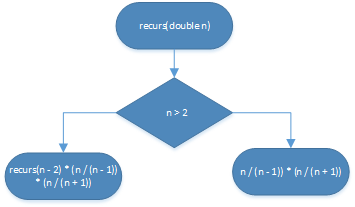 recurs(double n)
n > 2
recurs(n - 2) * (n / (n - 1))
* (n / (n + 1))
n / (n - 1)) * (n / (n + 1))